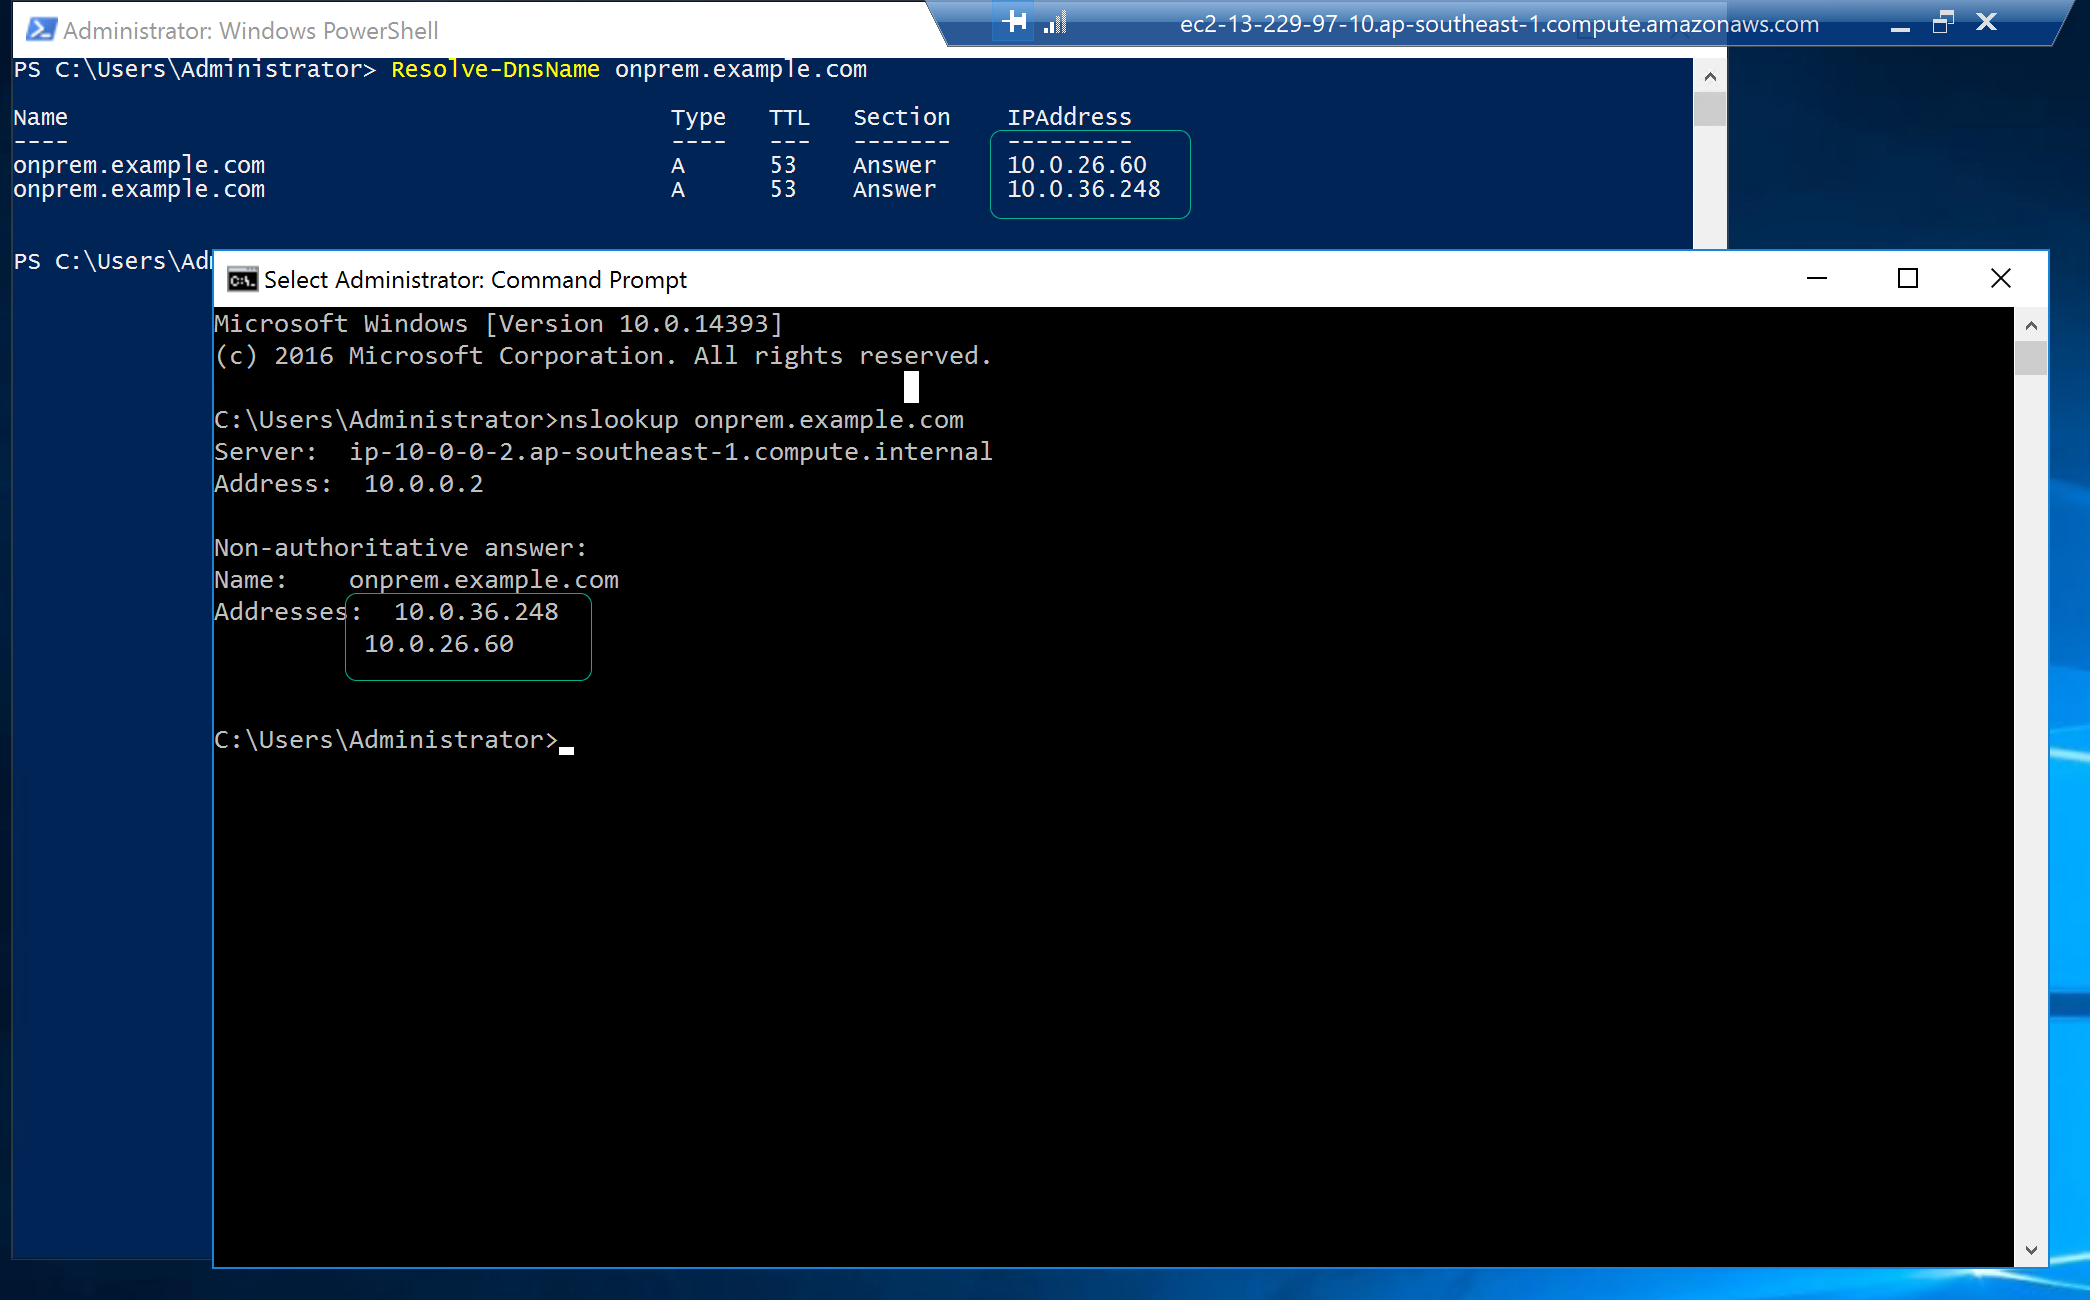 Administrator: Windows PowerShell
ec2-13-229-97-10.ap-southeast-1.compute.amazonaws.com
PS C:\Users\Administrator> Resolve-DnsName onprem.example.com
Name Type TTL Section IPAddress
---- ---- --- ------- ---------
onprem.example.com A 53 Answer 10.0.26.60
onprem.example.com A 53 Answer 10.0.36.248
PS C:\Users\Ad
Select Administrator: Command Prompt
Microsoft Windows [Version 10.0.14393]
(c) 2016 Microsoft Corporation. All rights reserved.
C:\Users\Administrator>nslookup onprem.example.com
Server: ip-10-0-0-2.ap-southeast-1.compute.internal
Address: 10.0.0.2
Non-authoritative answer:
Name: onprem.example.com
Addresses: 10.0.36.248
10.0.26.60
C:\Users\Administrator>